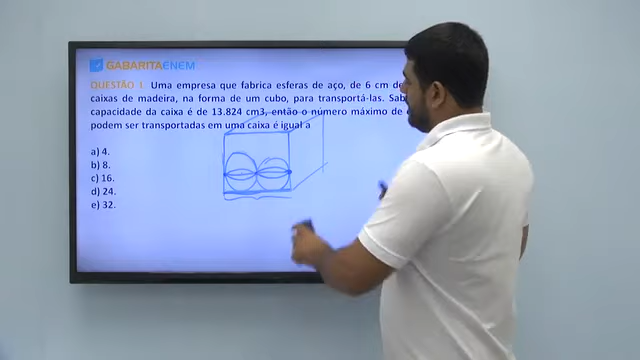 GABARITAENEM
QUESTÃO 1. Uma empresa que fabrica esferas de aço, de 6 cm de
caixas de madeira, na forma de um cubo, para transportá-las. Sab
capacidade da caixa é de 13.824 cm3, então o número máximo de
podem ser transportadas em uma caixa é igual a
a) 4.
b) 8.
c) 16.
d) 24.
e) 32.